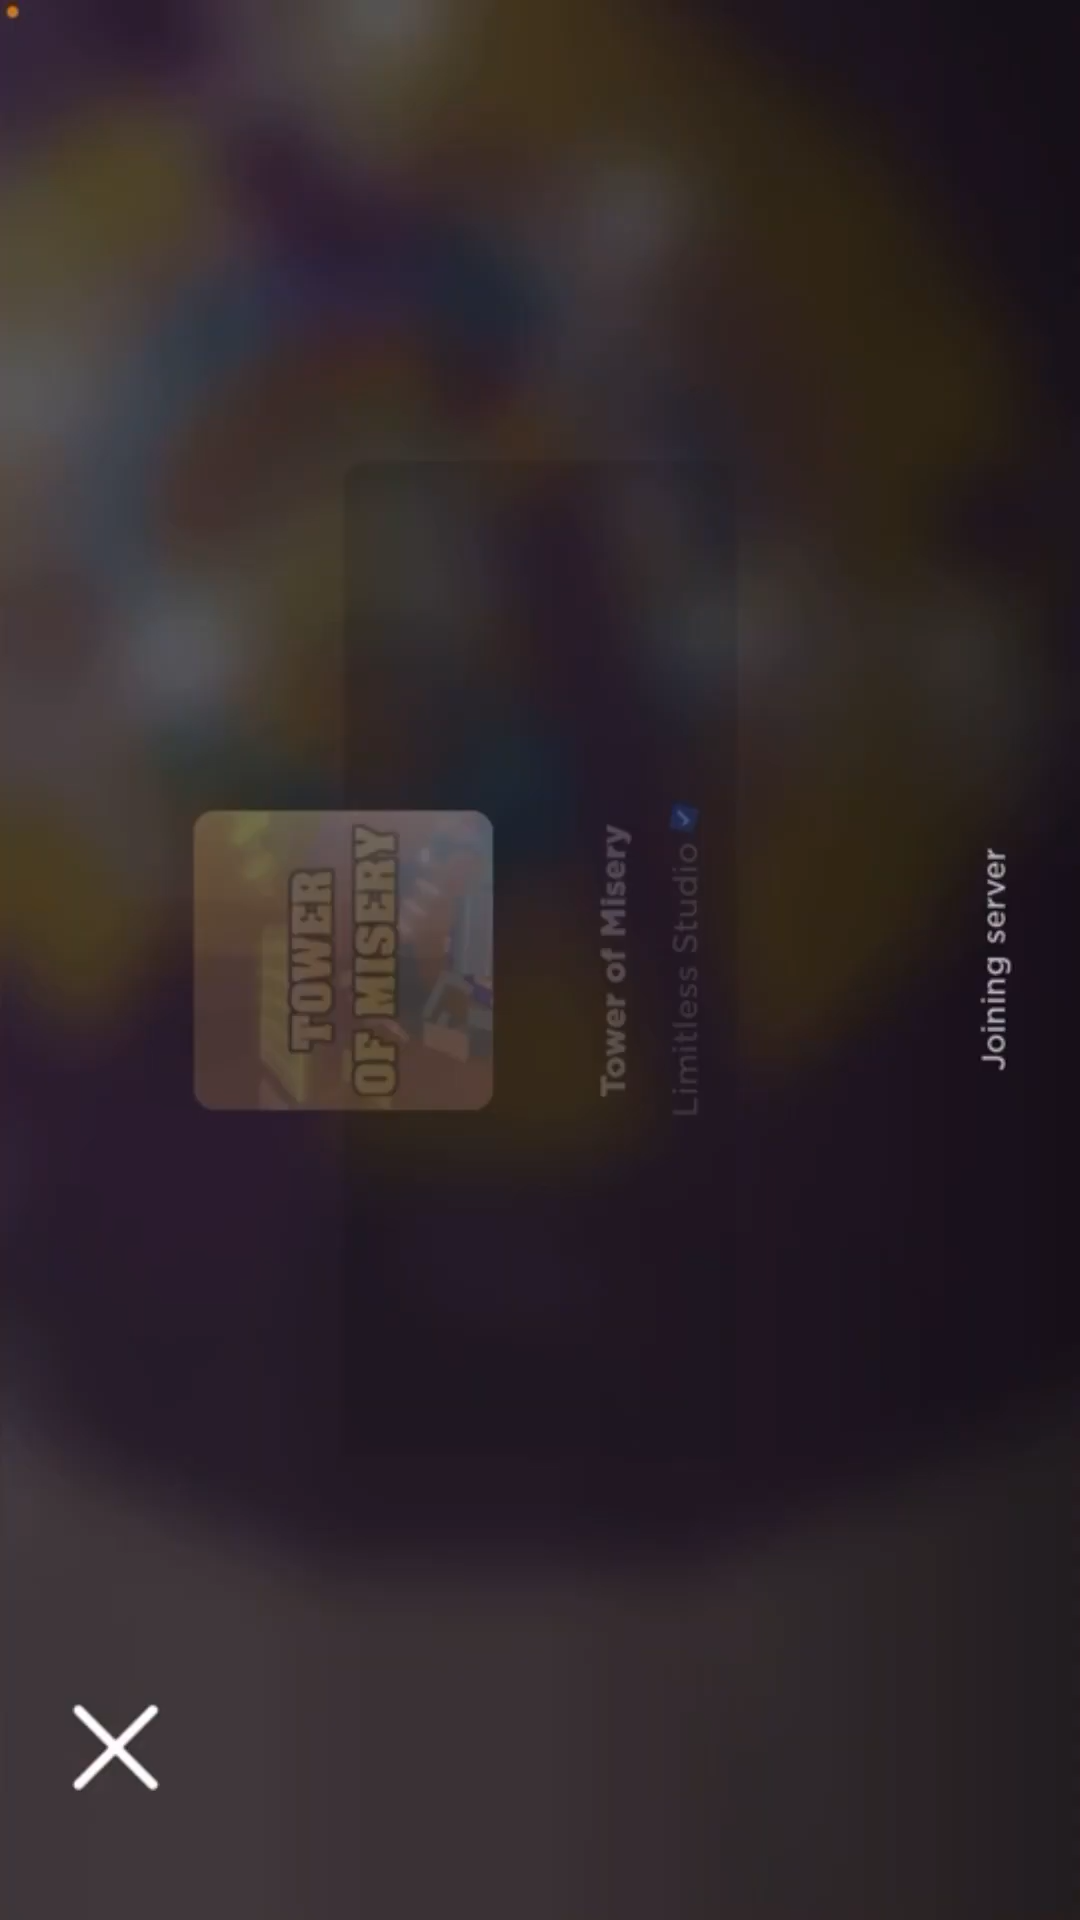 TOWER
OF MISERY
Tower of Misery
Limitless Studio
Joining server